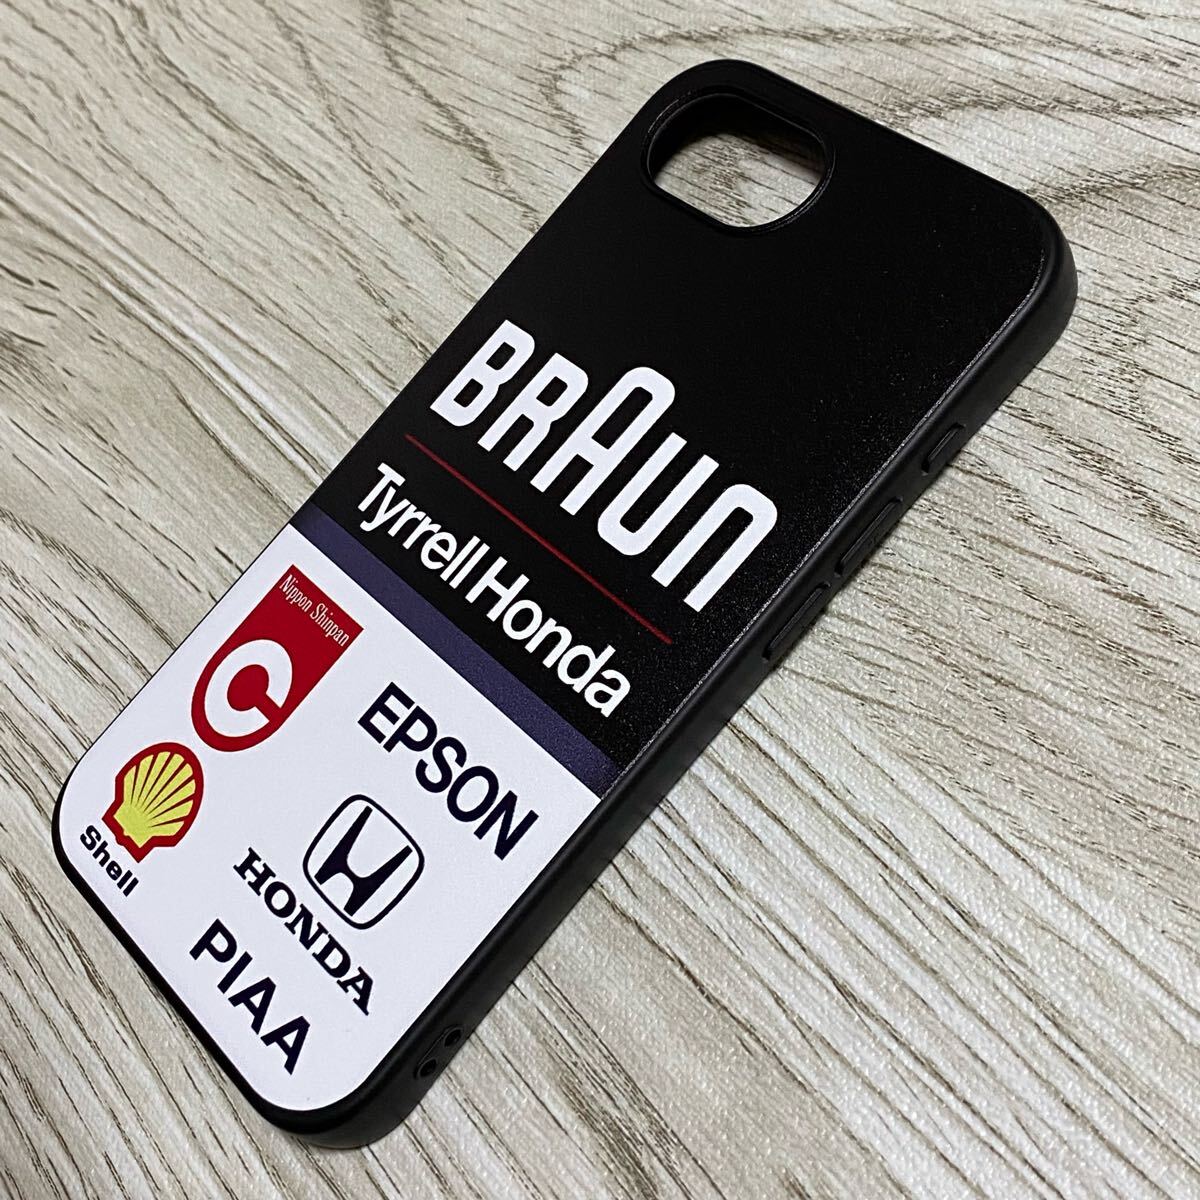 BRAUN
Tyrrell Honda
Nippon Shinpan
C
EPSON
Shell
HONDA
PIAA